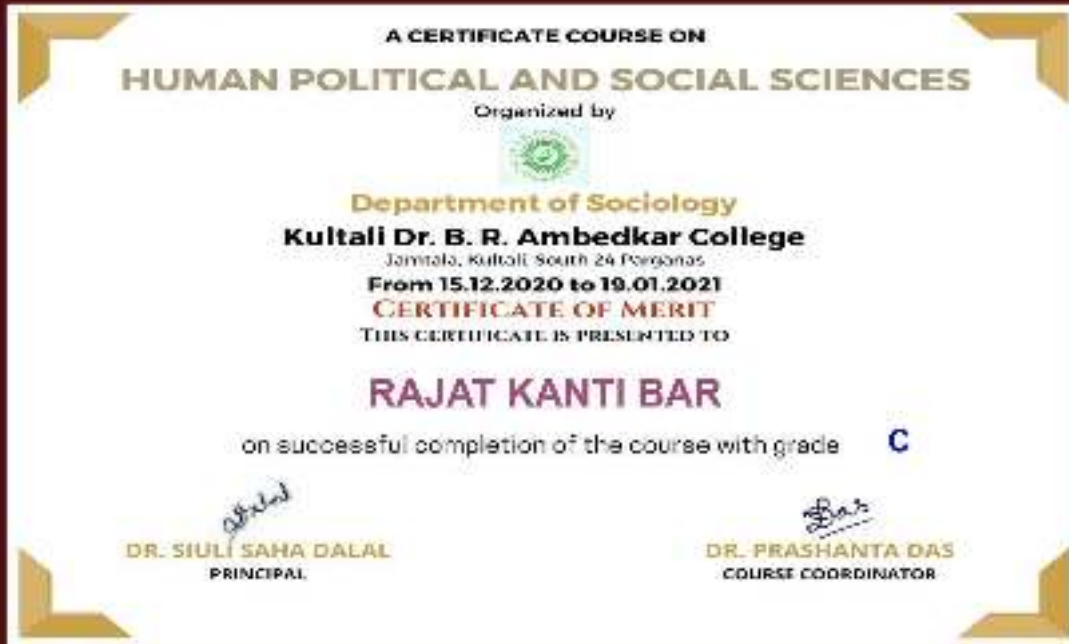 A CERTIFICATE COURSE ON
HUMAN POLITICAL AND SOCIAL SCIENCES
Organized by
Department of Sociology
Kultali Dr. B. R. Ambedkar College
Jamtala, Kultali, South 24 Parganas
From 15.12.2020 to 19.01.2021
CERTIFICATE OF MERIT
THIS CERTIFICATE IS PRESENTED TO
RAJAT KANTI BAR
on successful completion of the course with grade C
DR. SIULI SAHA DALAL DR. PRASHANTA DAS
PRINCIPAL COURSE COORDINATOR